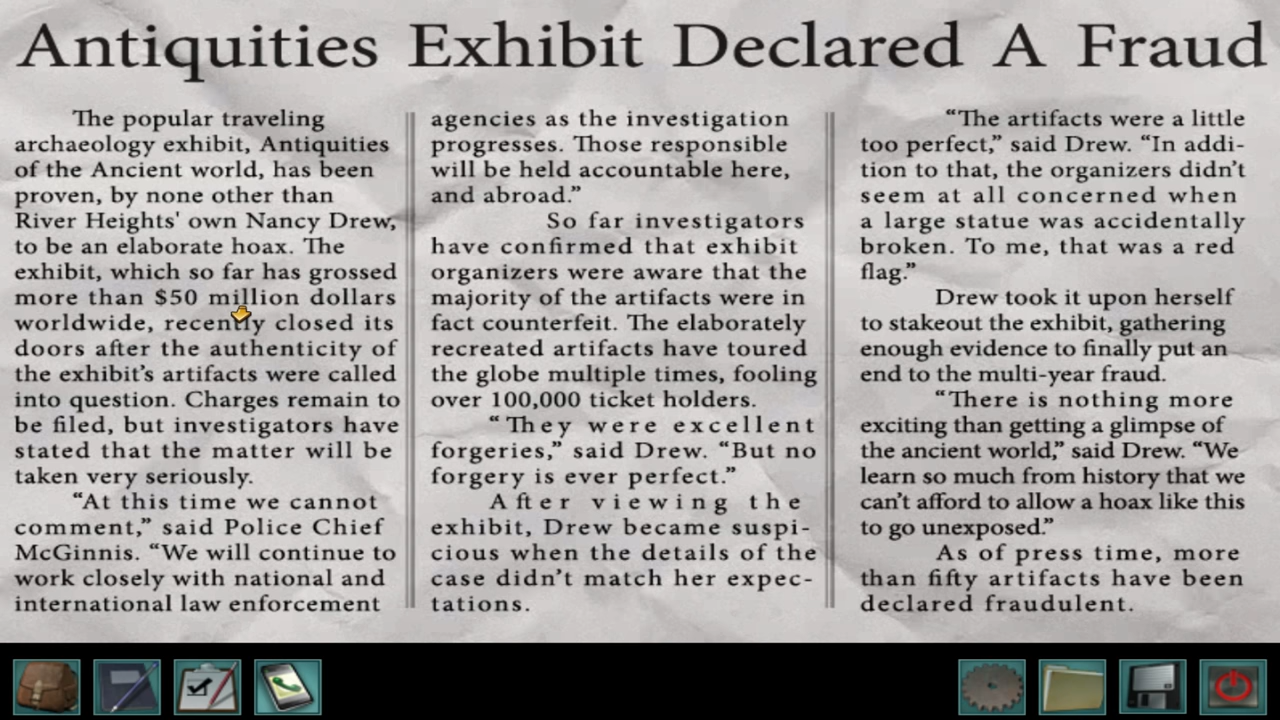 Antiquities Exhibit Declared A Fraud
The popular traveling
archaeology exhibit, Antiquities
of the Ancient world, has been
proven, by none other than
River Heights' own Nancy Drew,
to be an elaborate hoax. The
exhibit, which so far has grossed
more than $50 million dollars
worldwide, recently closed its
doors after the authenticity of
the exhibit’s artifacts were called
into question. Charges remain to
be filed, but investigators have
stated that the matter will be
taken very seriously.
“At this time we cannot
comment,” said Police Chief
McGinnis. “We will continue to
work closely with national and
international law enforcement
agencies as the investigation
progresses. Those responsible
will be held accountable here,
and abroad.”
So far investigators
have confirmed that exhibit
organizers were aware that the
majority of the artifacts were in
fact counterfeit. The elaborately
recreated artifacts have toured
the globe multiple times, fooling
over 100,000 ticket holders.
“They were excellent
forgeries,” said Drew. “But no
forgery is ever perfect.”
After viewing the
exhibit, Drew became suspi-
cious when the details of the
case didn’t match her expec-
tations.
“The artifacts were a little
too perfect,” said Drew. “In addi-
tion to that, the organizers didn’t
seem at all concerned when
a large statue was accidentally
broken. To me, that was a red
flag.”
Drew took it upon herself
to stakeout the exhibit, gathering
enough evidence to finally put an
end to the multi-year fraud.
“There is nothing more
exciting than getting a glimpse of
the ancient world,” said Drew. “We
learn so much from history that we
can’t afford to allow a hoax like this
to go unexposed.”
As of press time, more
than fifty artifacts have been
declared fraudulent.